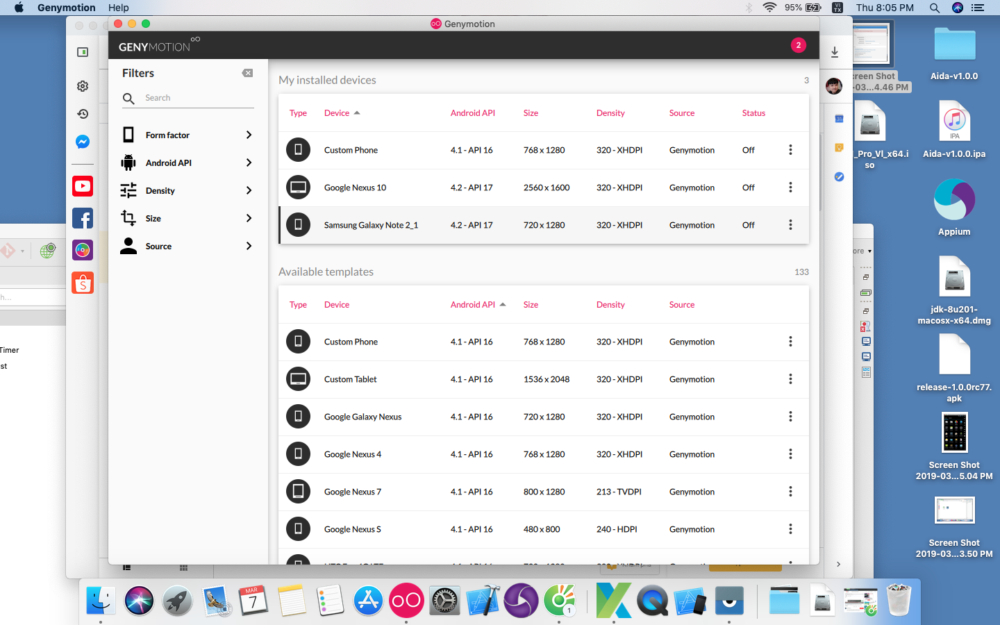 Genymotion Help
95% VI TX Thu 8:05 PM
Genymotion
GENYMOTION
2
Filters
Search
Form factor
Android API
Density
Size
Source
My installed devices 3
Type Device Android API Size Density Source Status
Custom Phone 4.1 - API 16 768 x 1280 320 - XHDPI Genymotion Off
Google Nexus 10 4.2 - API 17 2560 x 1600 320 - XHDPI Genymotion Off
Samsung Galaxy Note 2_1 4.2 - API 17 720 x 1280 320 - XHDPI Genymotion Off
Available templates 133
Type Device Android API Size Density Source
Custom Phone 4.1 - API 16 768 x 1280 320 - XHDPI Genymotion
Custom Tablet 4.1 - API 16 1536 x 2048 320 - XHDPI Genymotion
Google Galaxy Nexus 4.1 - API 16 720 x 1280 320 - XHDPI Genymotion
Google Nexus 4 4.1 - API 16 768 x 1280 320 - XHDPI Genymotion
Google Nexus 7 4.1 - API 16 800 x 1280 213 - TVDPI Genymotion
Google Nexus S 4.1 - API 16 480 x 800 240 - HDPI Genymotion
h...
Timer
st
ore
31
LOG
creen Shot
-03...4.46 PM
l_Pro_Vl_x64.i
so
Aida-v1.0.0
IPA
Aida-v1.0.0.ipa
Appium
jdk-8u201-
macosx-x64.dmg
release-1.0.0rc77.
apk
Screen Shot
2019-03...5.04 PM
Screen Shot
2019-03...3.50 PM
MAR
7
1